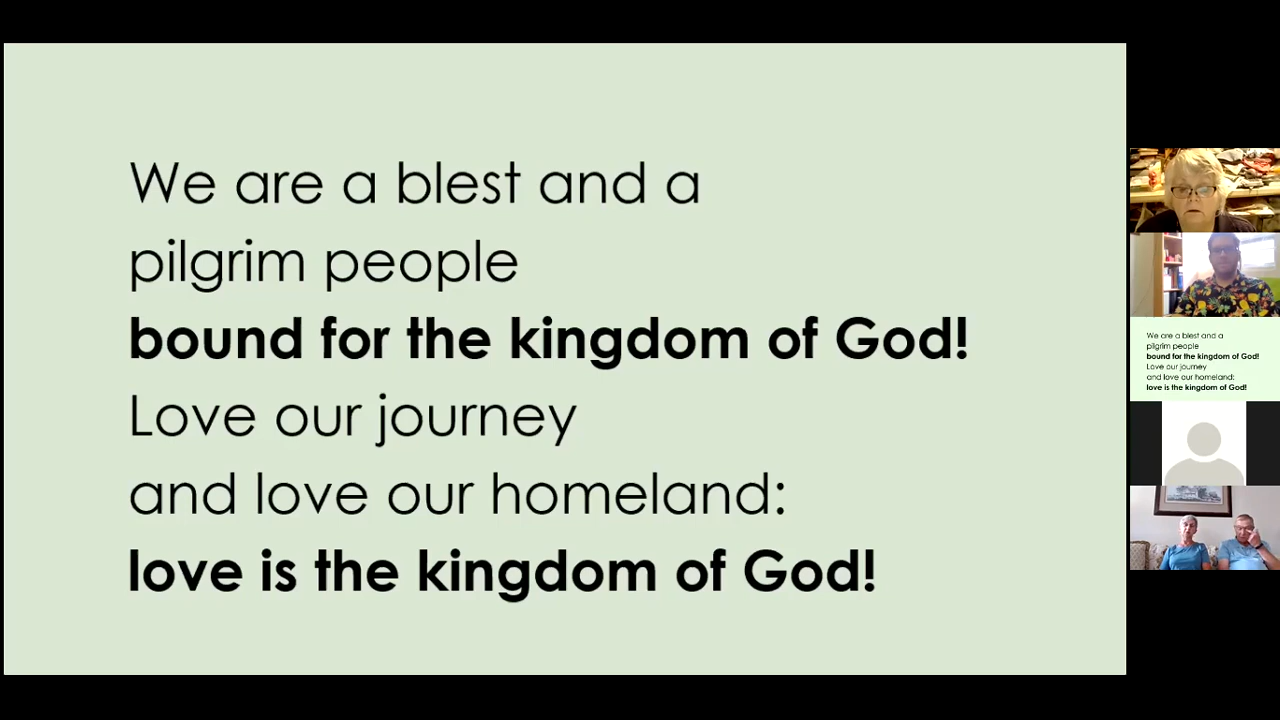 We are a blest and a
pilgrim people
bound for the kingdom of God!
Love our journey
and love our homeland:
love is the kingdom of God!
We are a blest and a
pilgrim people
bound for the kingdom of God!
Love our journey
and love our homeland:
love is the kingdom of God!